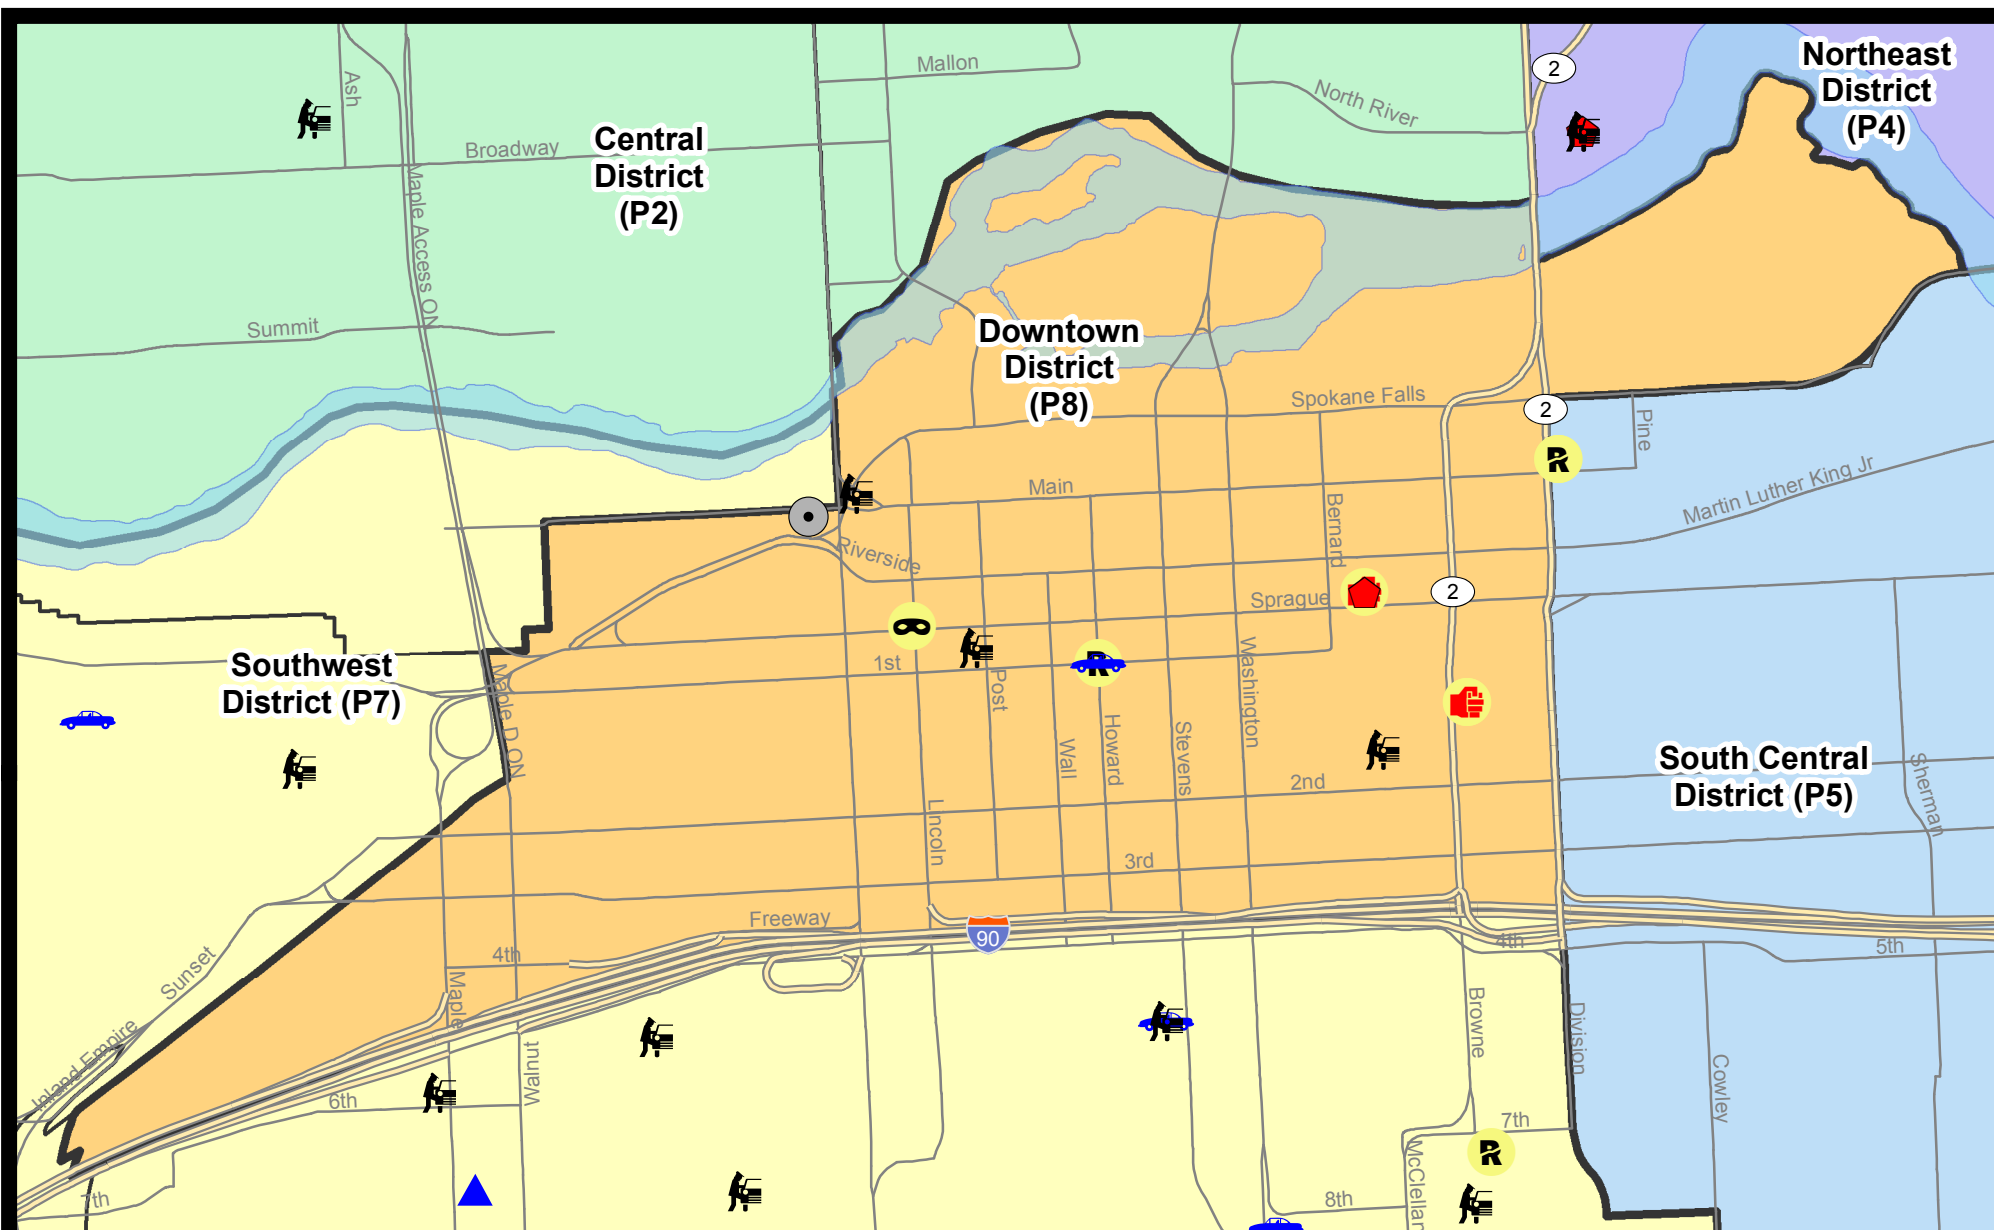 Northeast
District
(P4)
2
Mallon
Ash
North River
Central
District
(P2)
Broadway
Maple Access ON
Summit
Downtown
District
(P8)
Spokane Falls
2
Pine
Main
Bernard
Martin Luther King Jr
R
Riverside
Sprague
2
1st
R
Southwest
District (P7)
Maple D ON
Post
Wall
Howard
Stevens
Washington
2nd
South Central
District (P5)
Sherman
Lincoln
3rd
Freeway
90
4th
4th
5th
Sunset
Maple
Inland Empire
Walnut
6th
Browne
Division
Cowley
7th
R
McClellan
7th
8th